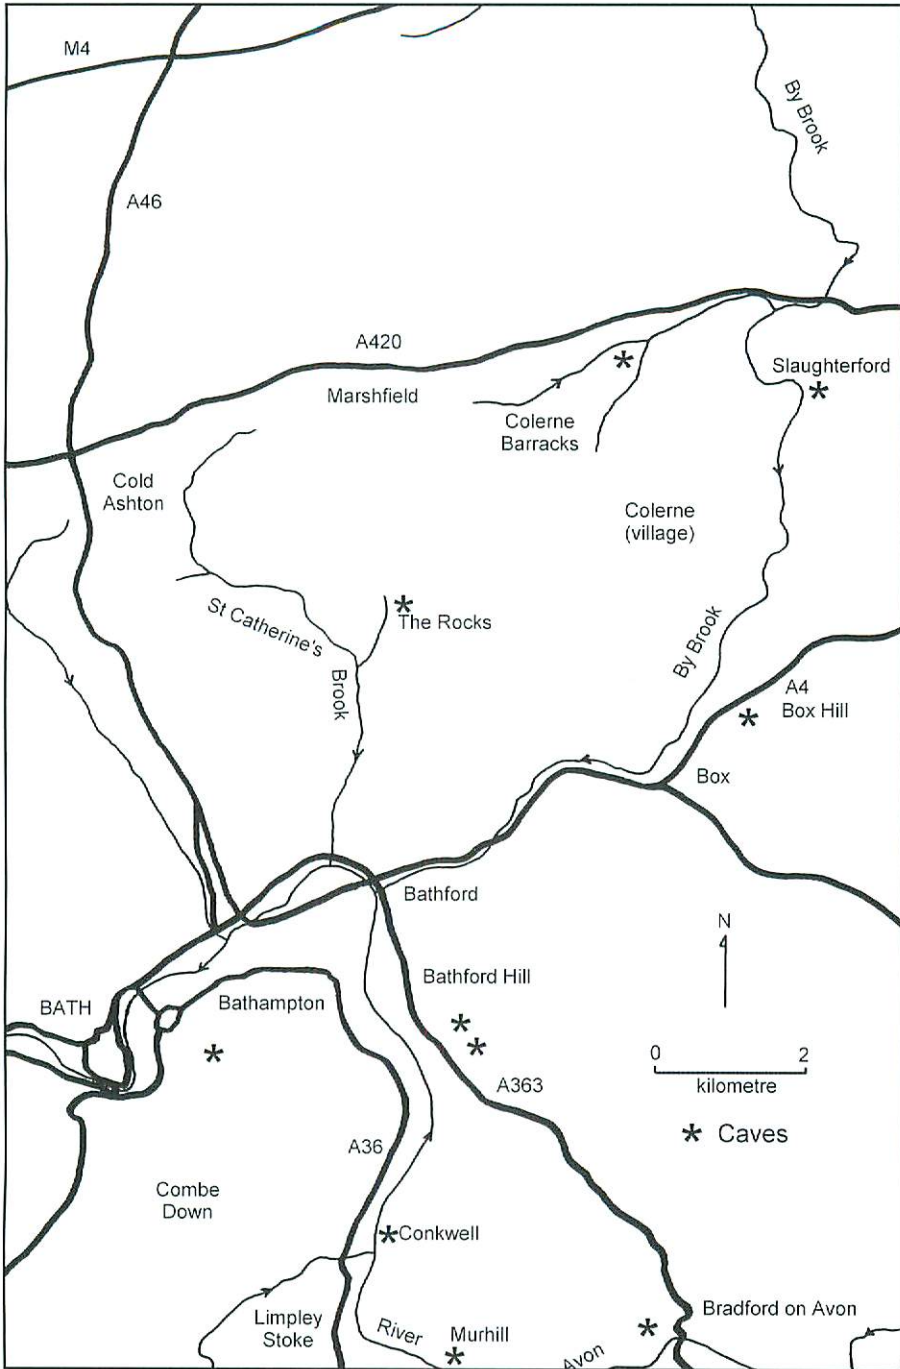 M4
By Brook
A46
A420
Marshfield
Slaughterford
Colerne
Barracks
Cold
Ashton
Colerne
(village)
St Catherine's
Brook
The Rocks
By Brook
A4
Box Hill
Box
Bathford
N
Bathford Hill
BATH
Bathampton
0 2
kilometre
A363
* Caves
A36
Combe
Down
Conkwell
Limpley
Stoke
River
Murhill
Avon
Bradford on Avon